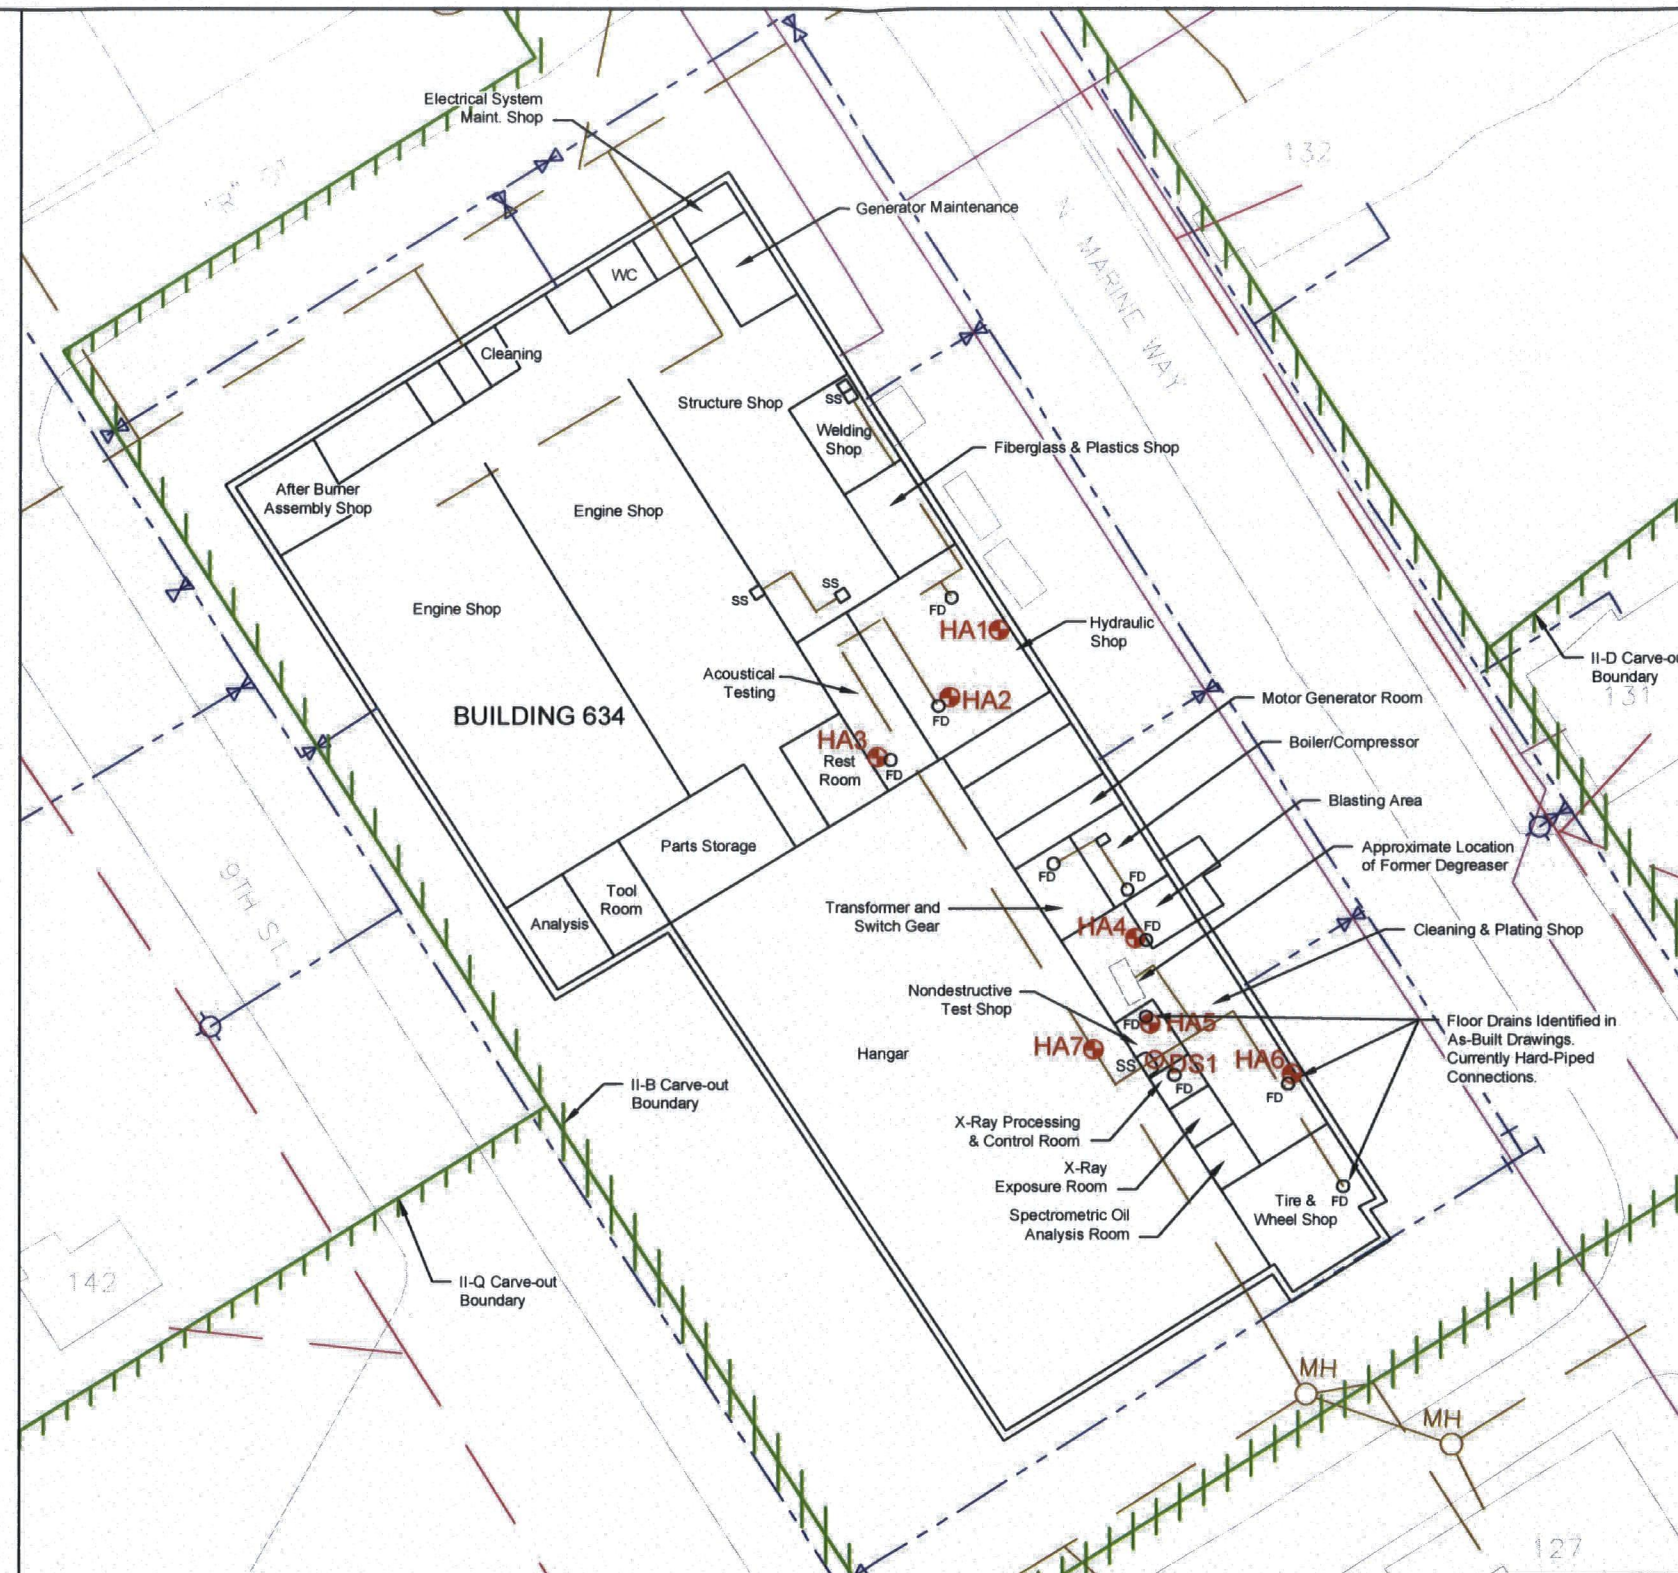 Electrical System
Maint. Shop
132
"R" ST
Generator Maintenance
WC
N MARINE WAY
Cleaning
Structure Shop
SS
Welding
Shop
Fiberglass & Plastics Shop
After Burner
Assembly Shop
Engine Shop
SS
SS
Engine Shop
FD
HA1
Hydraulic
Shop
II-D Carve-ou
Boundary
131
Acoustical
Testing
HA2
FD
Motor Generator Room
BUILDING 634
HA3
Rest
Room
FD
Boiler/Compressor
Blasting Area
Parts Storage
Approximate Location
of Former Degreaser
FD
FD
9TH ST.
Tool
Room
Analysis
Transformer and
Switch Gear
HA4
FD
Cleaning & Plating Shop
Nondestructive
Test Shop
FD
HA5
Floor Drains Identified in
As-Built Drawings.
Currently Hard-Piped
Connections.
Hangar
HA7
SS
DS1
HA6
FD
FD
II-B Carve-out
Boundary
X-Ray Processing
& Control Room
X-Ray
Exposure Room
Tire &
Wheel Shop
FD
Spectrometric Oil
Analysis Room
142
II-Q Carve-out
Boundary
MH
MH
127